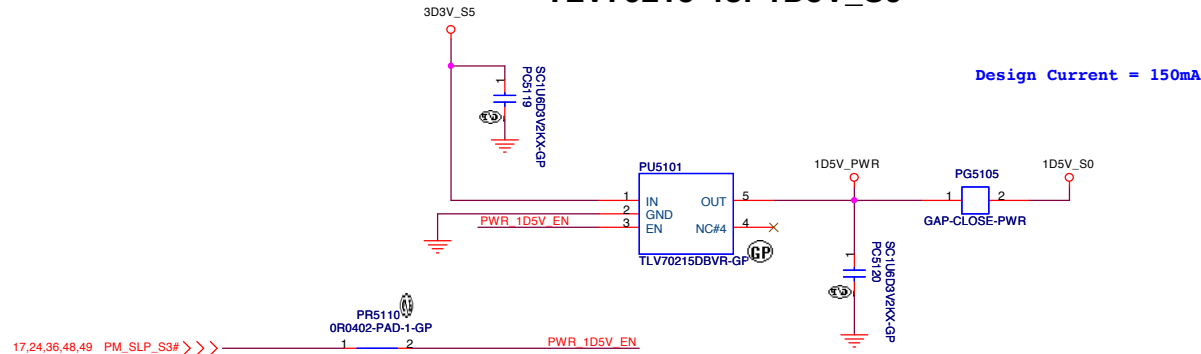 3D3V_S5
Design Current = 150mA
1
SC1U6D3V2KX-GP
PC5119
PU5101
1 IN
2 GND
3 EN
OUT 5
NC#4 4
TLV70215DBVR-GP
GP
PWR_1D5V_EN
1D5V_PWR
1D5V_S0
PG5105
1 2
GAP-CLOSE-PWR
1
SC1U6D3V2KX-GP
PC5120
PR5110
0R0402-PAD-1-GP
17,24,36,48,49 PM_SLP_S3#
1 2
PWR_1D5V_EN